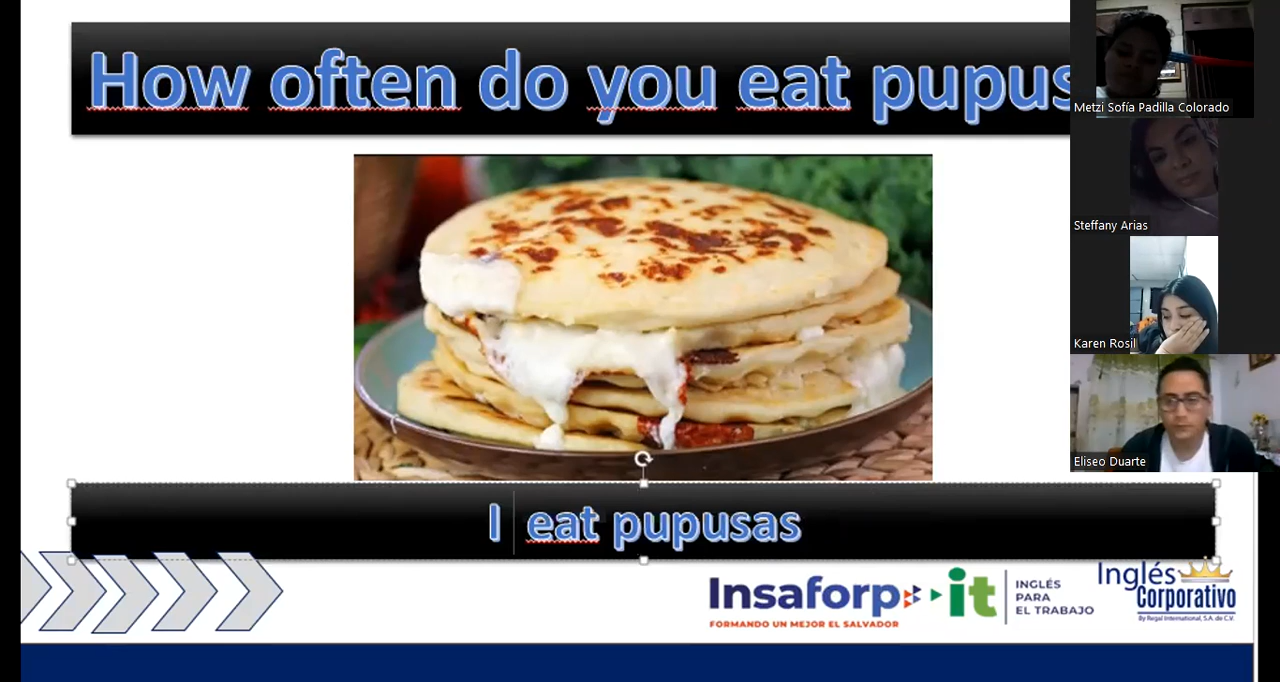 How often do you eat pupus
I eat pupusas
Insaforp
FORMANDO UN MEJOR EL SALVADOR
it
INGLÉS
PARA
EL TRABAJO
Inglés
Corporativo
By Regal International, S.A. de C.V.
Metzi Sofía Padilla Colorado
Steffany Arias
Karen Rosil
Eliseo Duarte